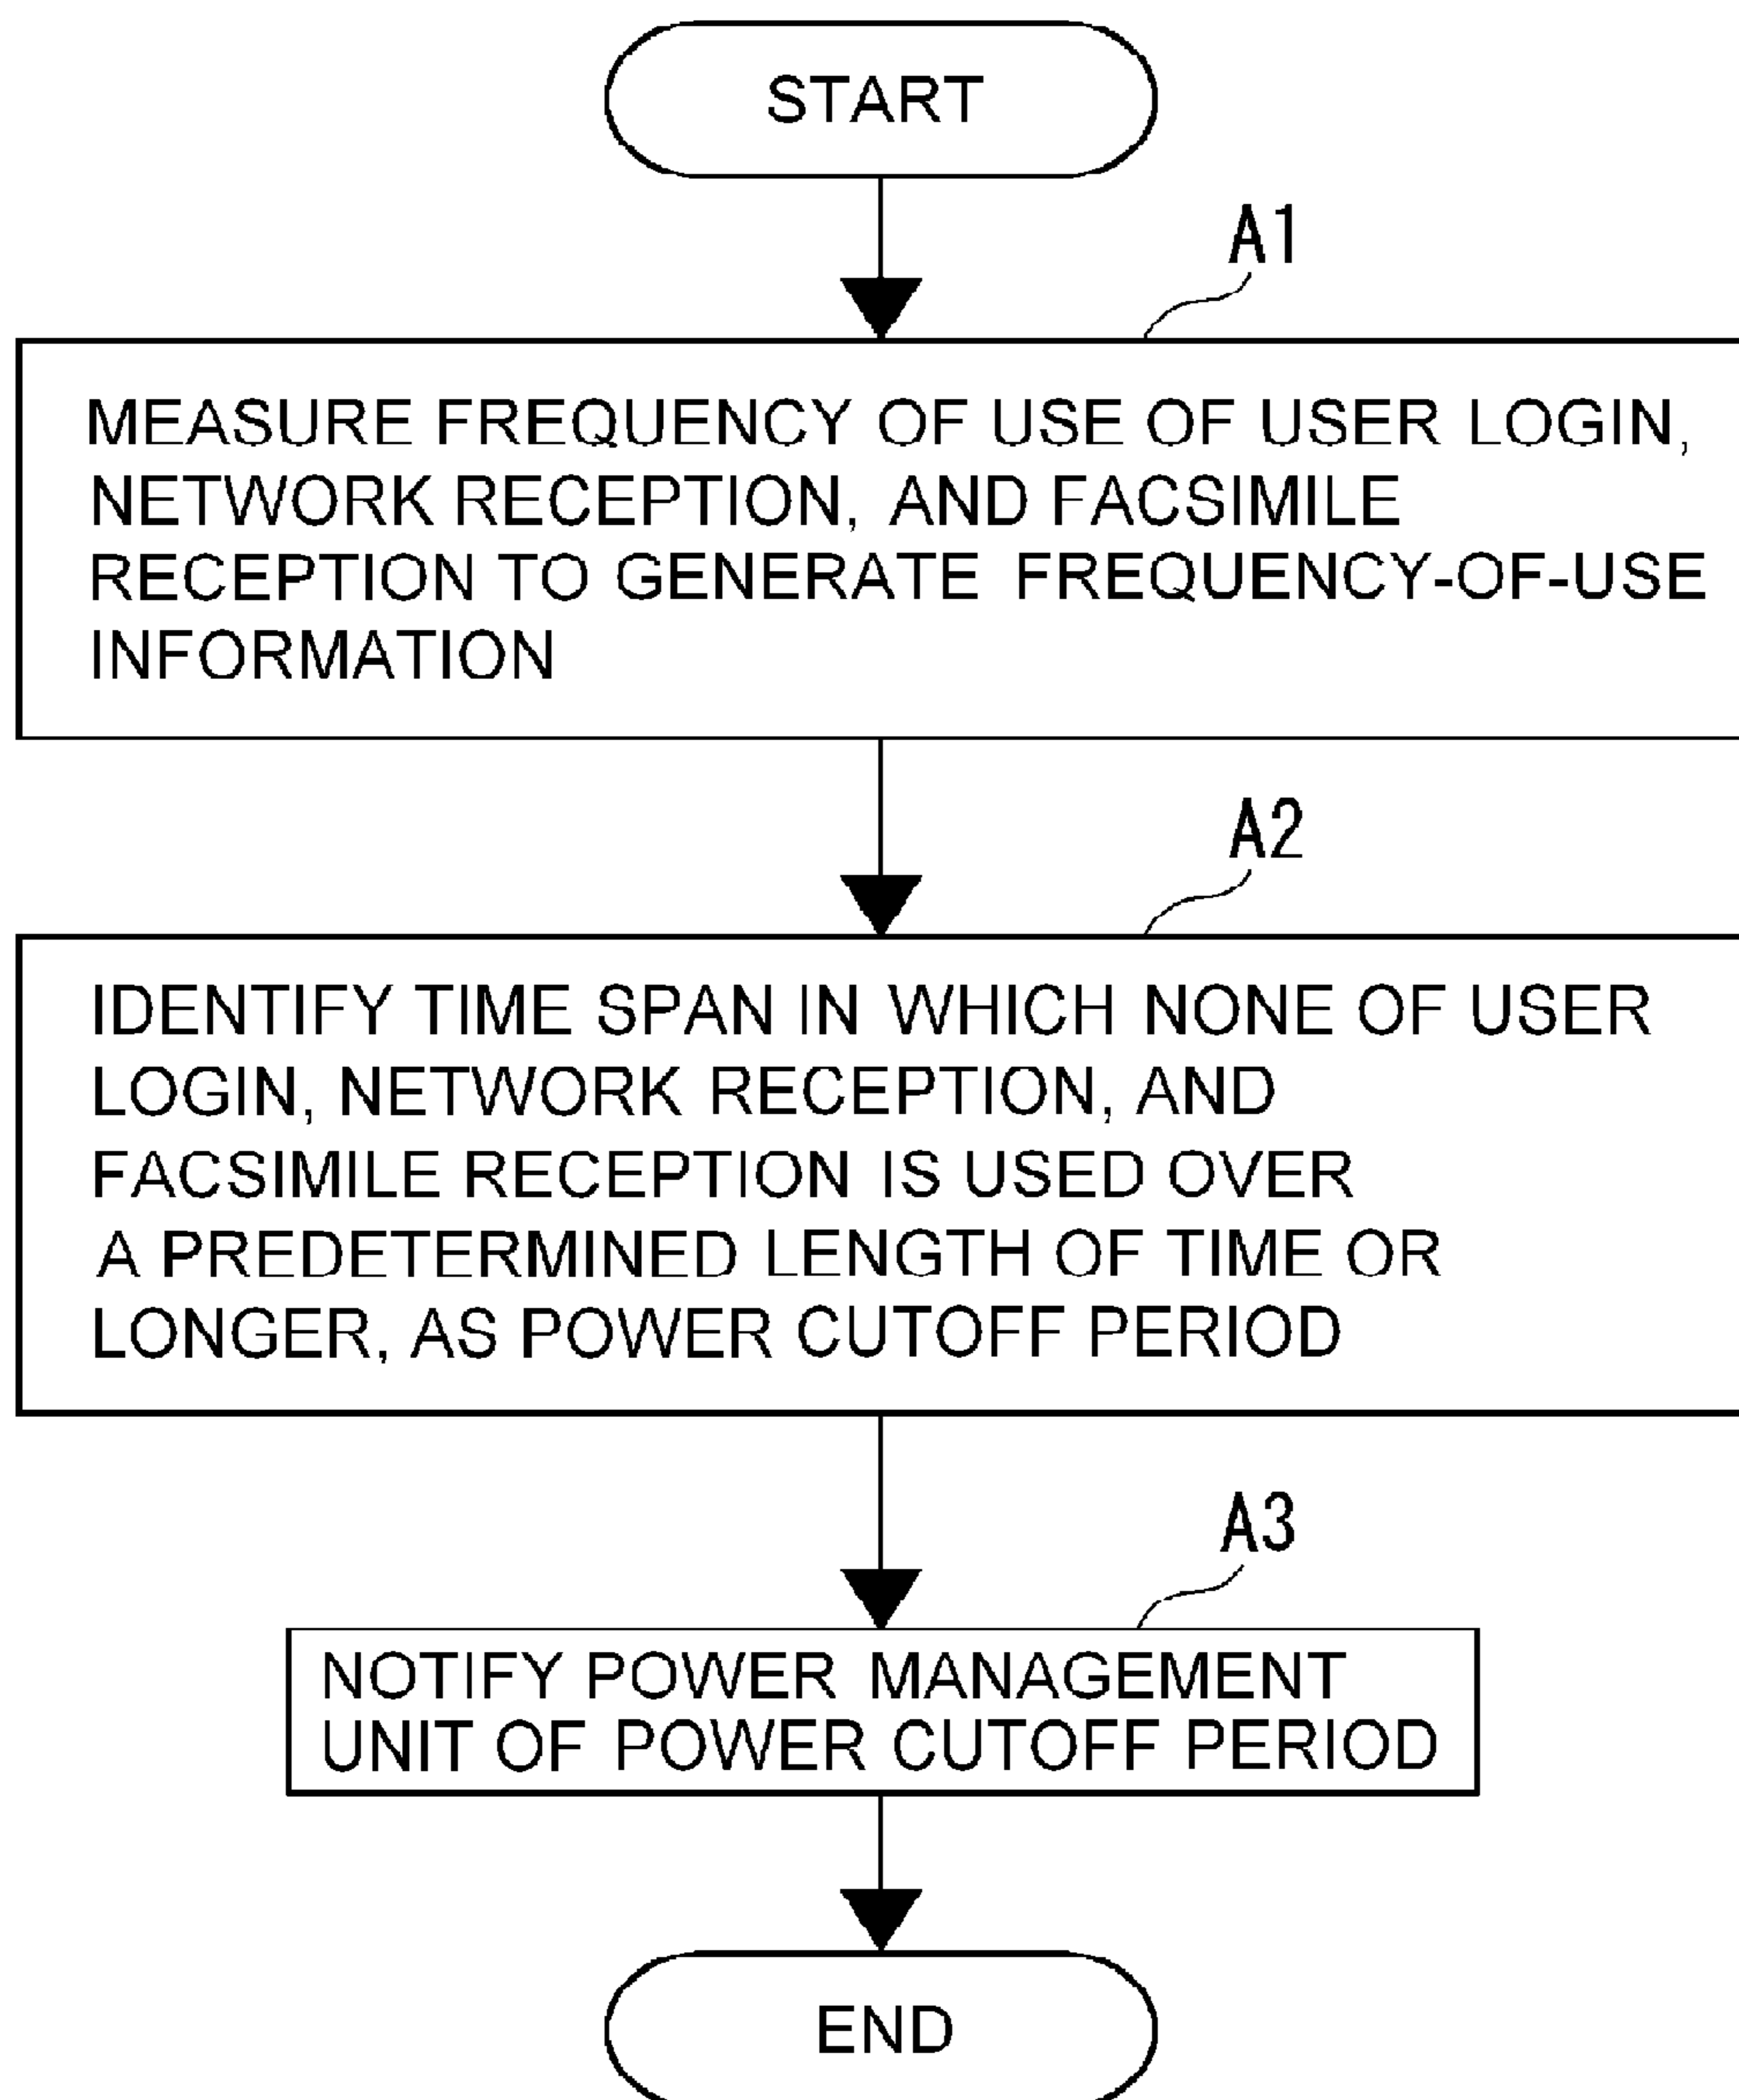 START
A1
MEASURE FREQUENCY OF USE OF USER LOGIN,
NETWORK RECEPTION, AND FACSIMILE
RECEPTION TO GENERATE FREQUENCY-OF-USE
INFORMATION
A2
IDENTIFY TIME SPAN IN WHICH NONE OF USER
LOGIN, NETWORK RECEPTION, AND
FACSIMILE RECEPTION IS USED OVER
A PREDETERMINED LENGTH OF TIME OR
LONGER, AS POWER CUTOFF PERIOD
A3
NOTIFY POWER MANAGEMENT
UNIT OF POWER CUTOFF PERIOD
END